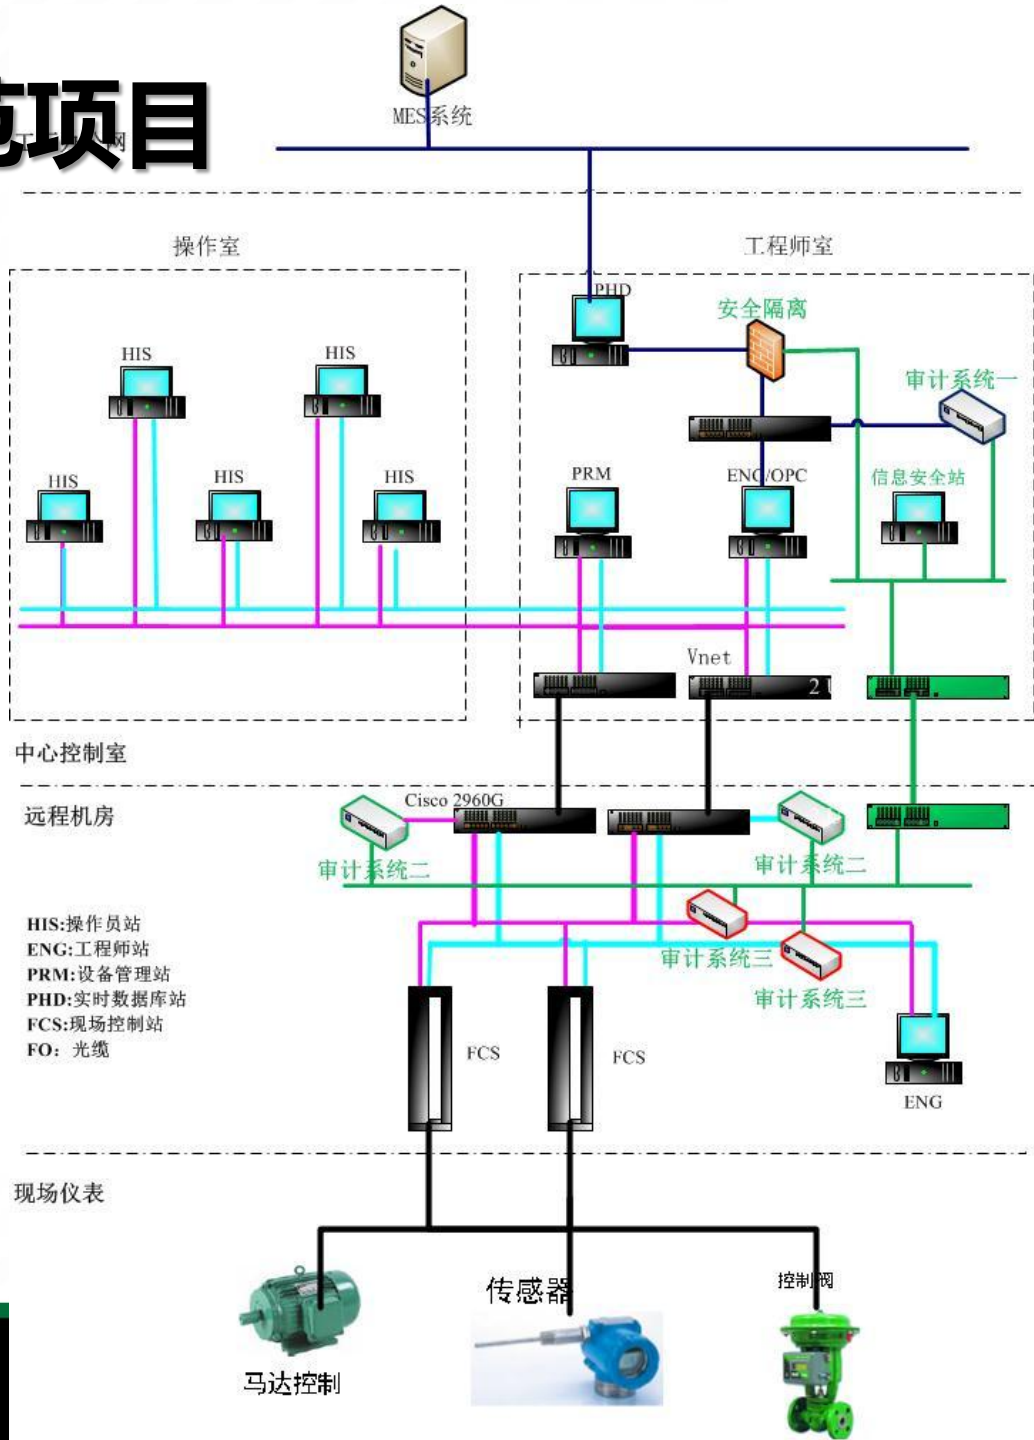 范项目
MES系统
操作室
工程师室
PHD
安全隔离
HIS
HIS
审计系统一
HIS
HIS
HIS
PRM
ENG/OPC
信息安全站
Vnet
2
中心控制室
远程机房
Cisco 2960G
审计系统二
审计系统二
HIS:操作员站
ENG:工程师站
PRM:设备管理站
PHD:实时数据库站
FCS:现场控制站
FO：光缆
审计系统三
审计系统三
FCS
FCS
ENG
现场仪表
传感器
控制阀
马达控制